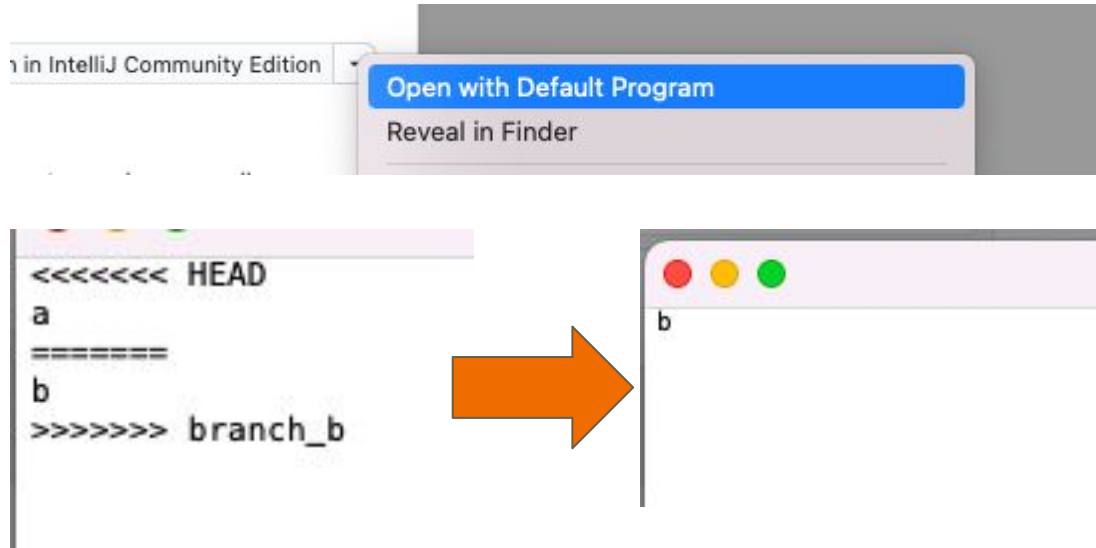 in IntelliJ Community Edition
Open with Default Program
Reveal in Finder
<<<<<<< HEAD
a
=======
b
>>>>>>> branch_b
b